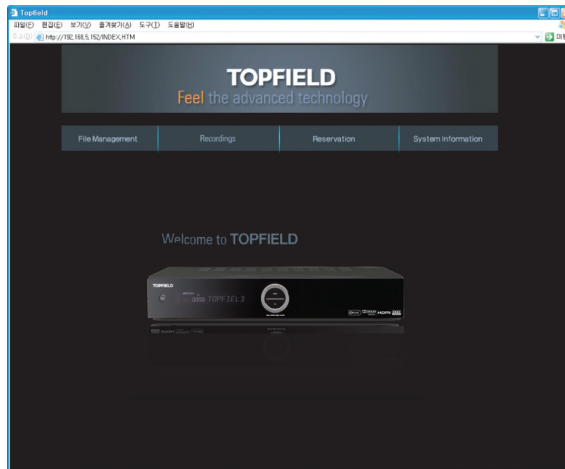 Topfield
파일(F) 편집(E) 보기(V) 즐겨찾기(A) 도구(T) 도움말(H)
http://192.168.5.152/INDEX.HTM
TOPFIELD
Feel the advanced technology
File Management Recordings Reservation System Information
Welcome to TOPFIELD
TOPFIELD
TOPFIELD
HDMI